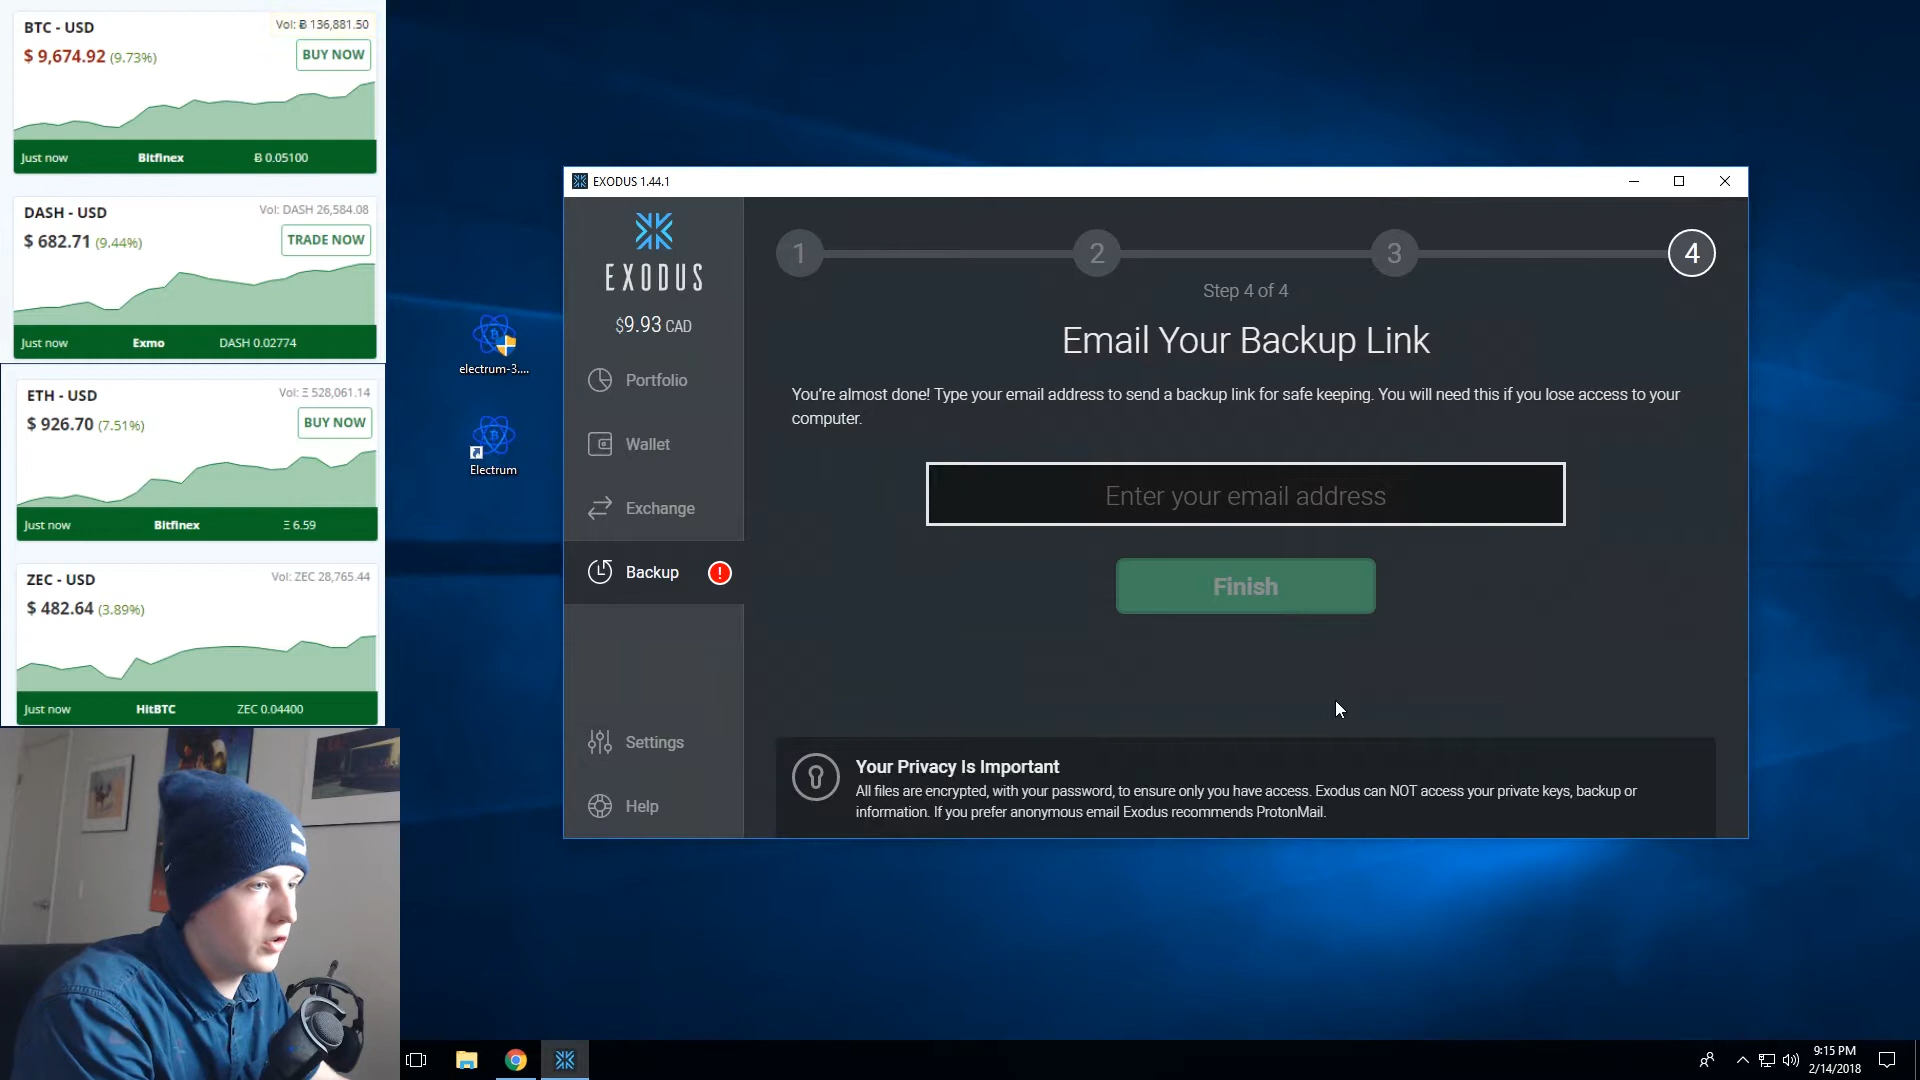 BTC - USD
Vol: Ƀ 136,881.50
$ 9,674.92 (9.73%)
BUY NOW
Just now Bitfinex Ƀ 0.05100
DASH - USD
Vol: DASH 26,584.08
$ 682.71 (9.44%)
TRADE NOW
Just now Exmo DASH 0.02774
ETH - USD
Vol: Ξ 528,061.14
$ 926.70 (7.51%)
BUY NOW
Just now Bitfinex Ξ 6.59
ZEC - USD
Vol: ZEC 28,765.44
$ 482.64 (3.89%)
Just now HitBTC ZEC 0.04400
electrum-3....
Electrum
EXODUS 1.44.1
EXODUS
$9.93 CAD
Portfolio
Wallet
Exchange
Backup !
Settings
Help
1 2 3 4
Step 4 of 4
Email Your Backup Link
You're almost done! Type your email address to send a backup link for safe keeping. You will need this if you lose access to your
computer.
Enter your email address
Finish
Your Privacy Is Important
All files are encrypted, with your password, to ensure only you have access. Exodus can NOT access your private keys, backup or
information. If you prefer anonymous email Exodus recommends ProtonMail.
9:15 PM
2/14/2018